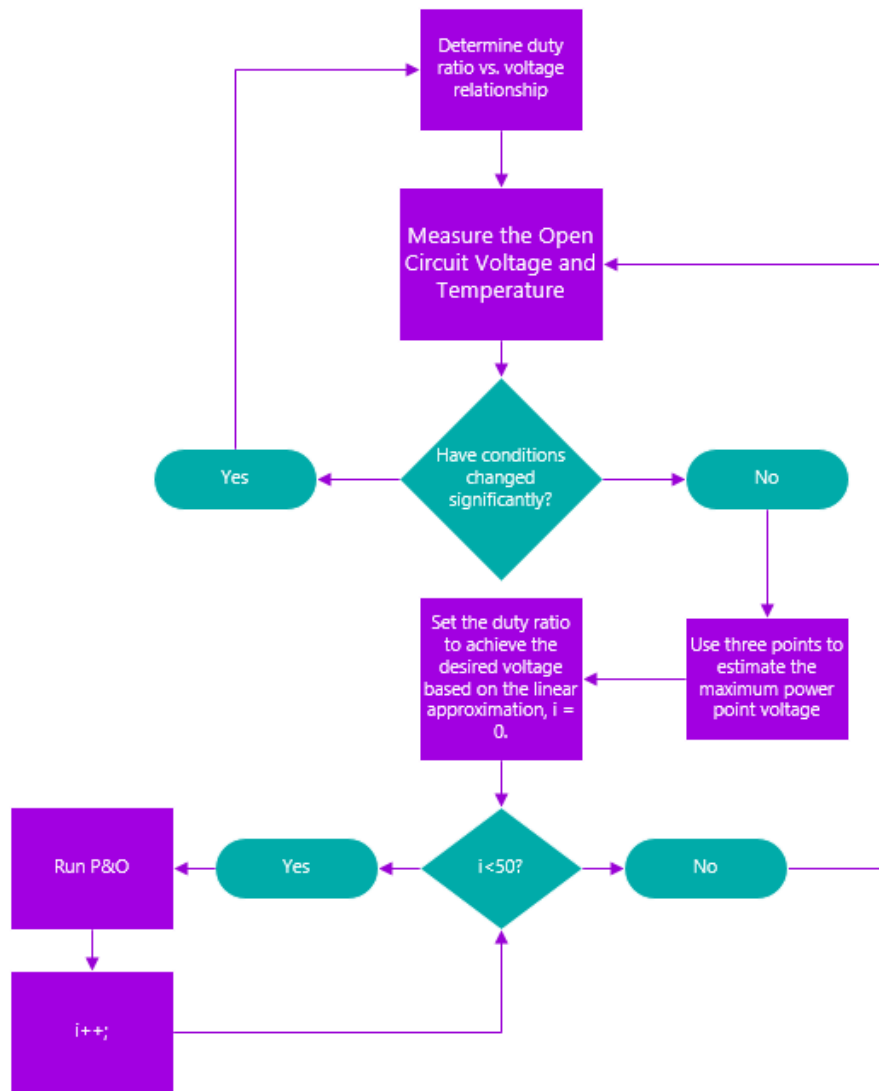 Determine duty
ratio vs. voltage
relationship
Measure the Open
Circuit Voltage and
Temperature
Have conditions
changed
significantly?
Yes
No
Set the duty ratio
to achieve the
desired voltage
based on the linear
approximation, i =
0.
Use three points to
estimate the
maximum power
point voltage
i<50?
Yes
No
Run P&O
i++;